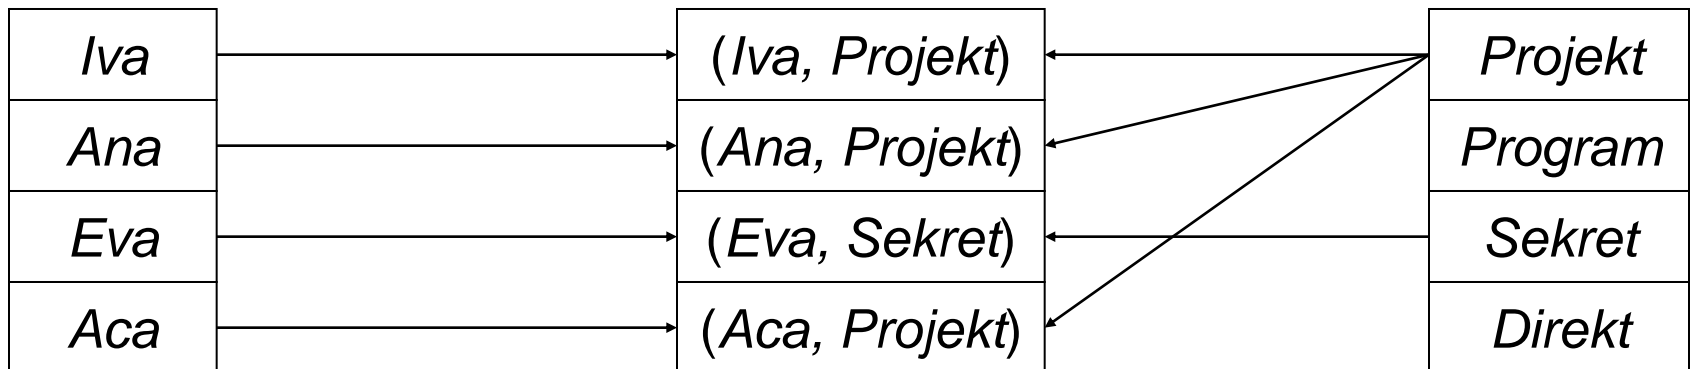 Iva (Iva, Projekt) Projekt
Ana (Ana, Projekt) Program
Eva (Eva, Sekret) Sekret
Aca (Aca, Projekt) Direkt